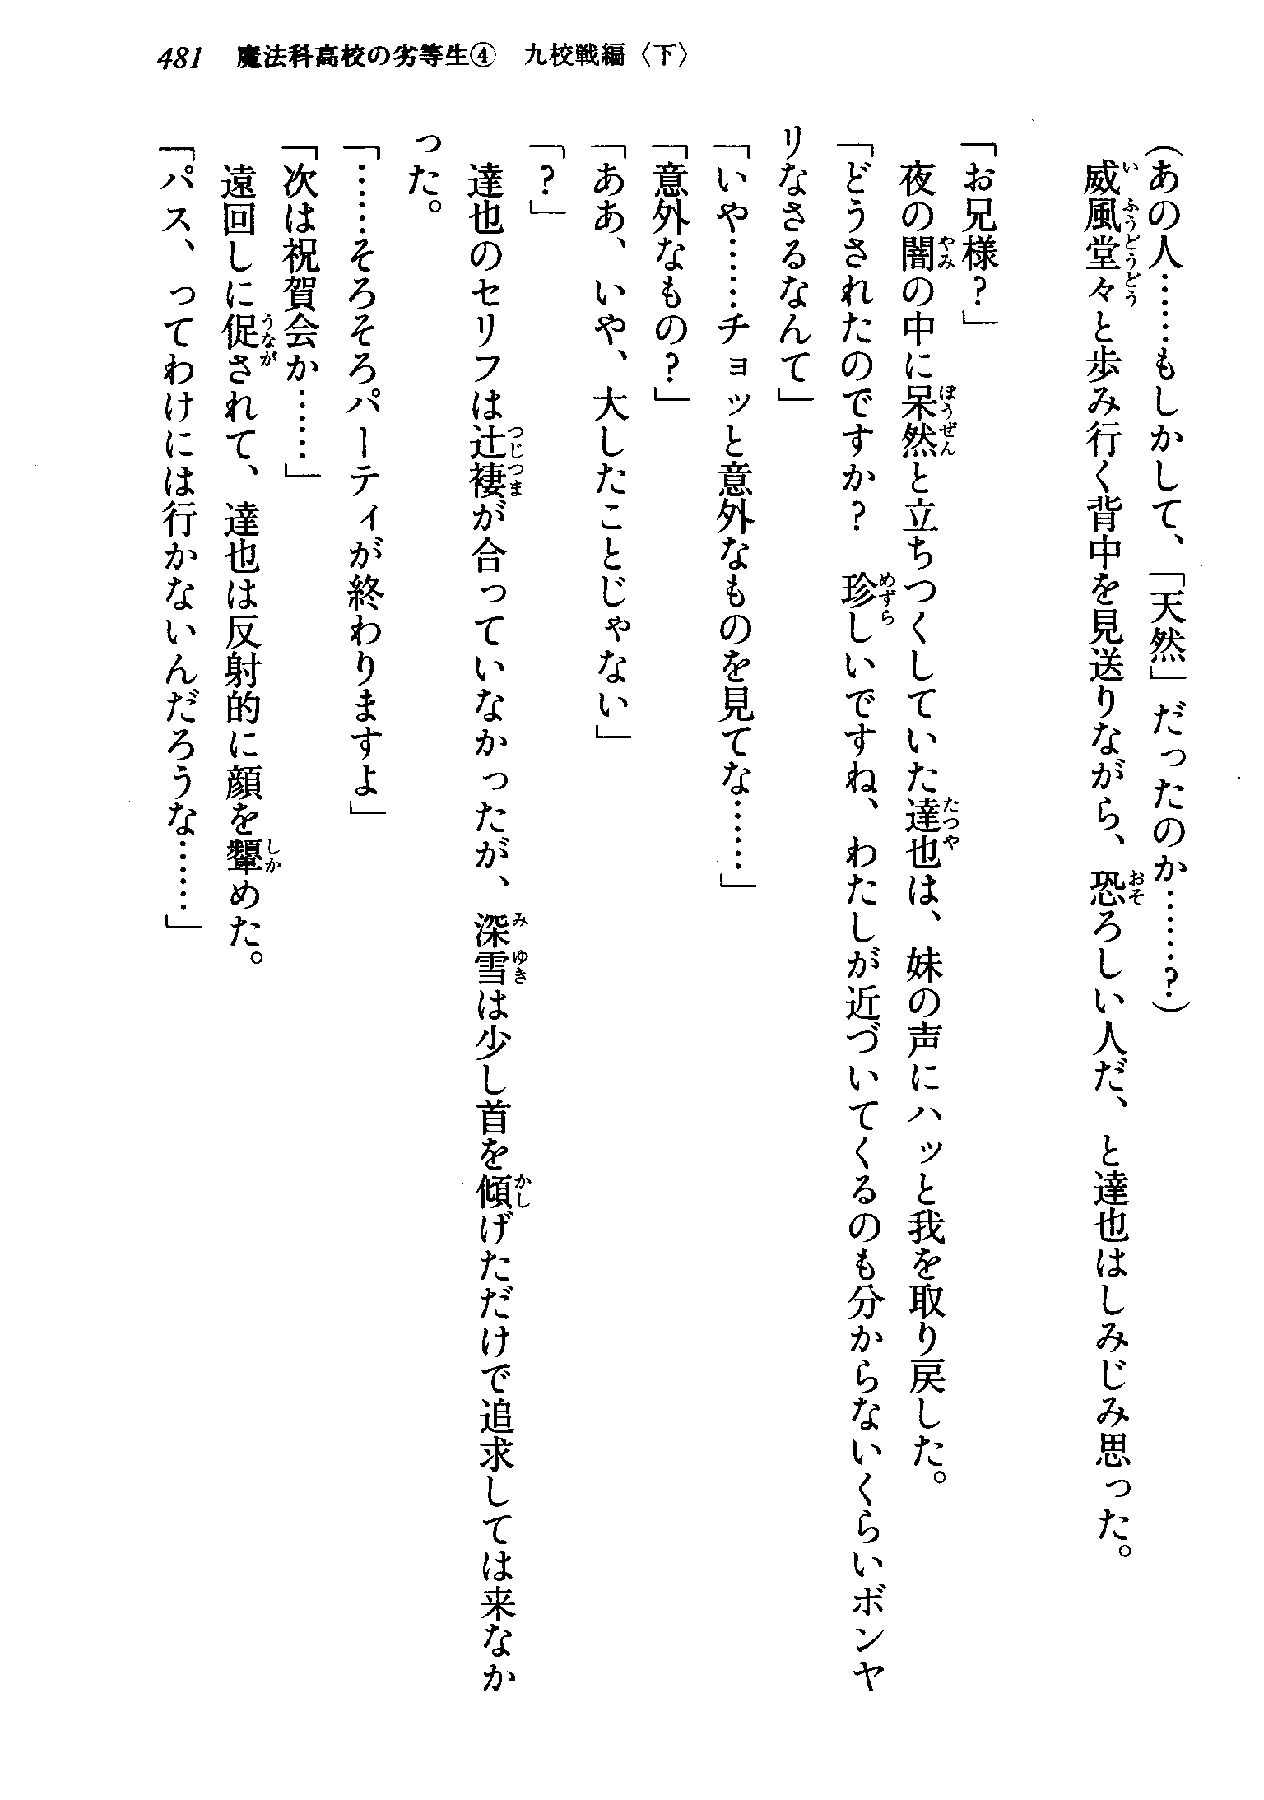 481　魔法科高校の劣等生④　九校戦編〈下〉
（あの人……もしかして、「天然」だったのか……？）
　威風堂々と歩み行く背中を見送りながら、恐ろしい人だ、と達也はしみじみ思った。
「お兄様？」
　夜の闇の中に呆然と立ちつくしていた達也は、妹の声にハッと我を取り戻した。
「どうされたのですか？　珍しいですね、わたしが近づいてくるのも分からないくらいボンヤ
リなさるなんて」
「いや……チョッと意外なものを見てな……」
「意外なもの？」
「ああ、いや、大したことじゃない」
「？」
　達也のセリフは辻褄が合っていなかったが、深雪は少し首を傾げただけで追求しては来なか
った。
「……そろそろパーティが終わりますよ」
「次は祝賀会か……」
　遠回しに促されて、達也は反射的に顔を顰めた。
「パス、ってわけには行かないんだろうな……」